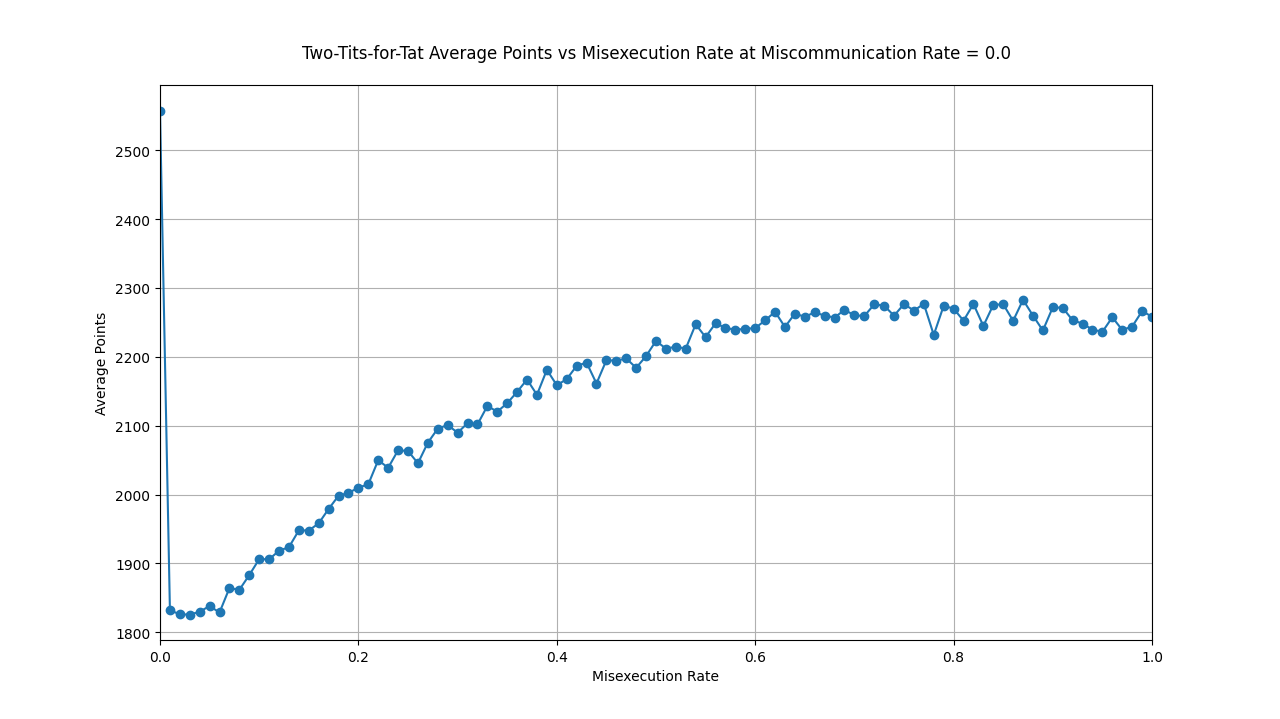 Two-Tits-for-Tat Average Points vs Misexecution Rate at Miscommunication Rate = 0.0
2500
2400
2300
2200
2100
2000
1900
1800
Average Points
0.0 0.2 0.4 0.6 0.8 1.0
Misexecution Rate